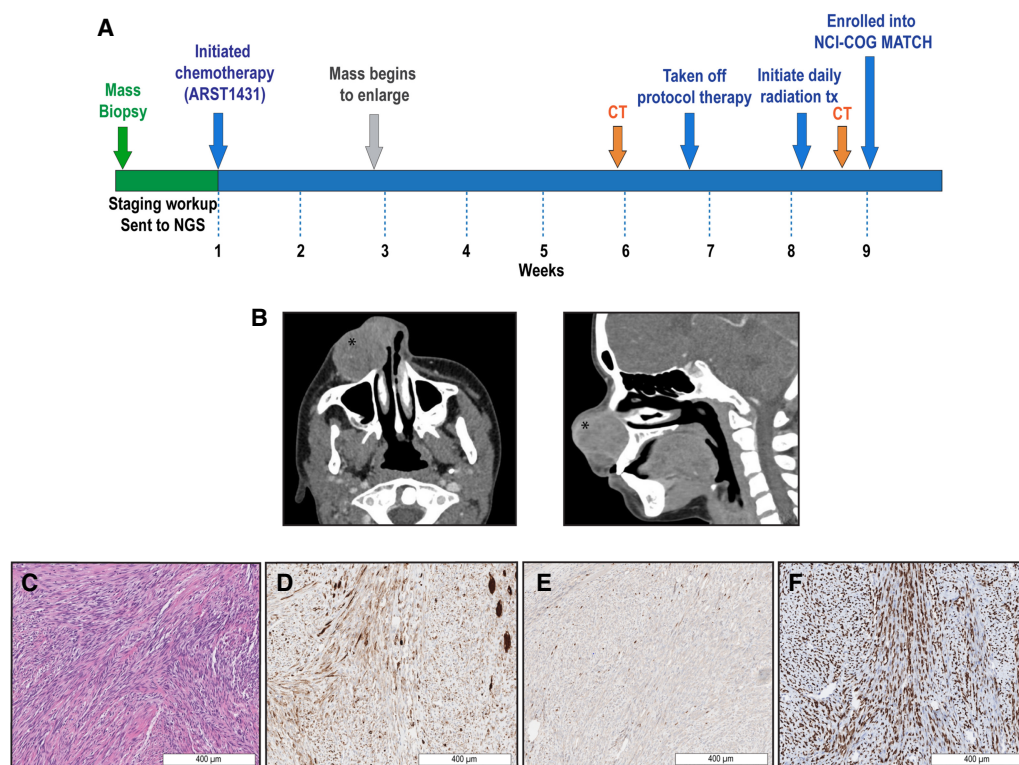 A
Mass
Biopsy
Initiated
chemotherapy
(ARST1431)
Mass begins
to enlarge
CT
Taken off
protocol therapy
Initiate daily
radiation tx
CT
Enrolled into
NCI-COG MATCH
Staging workup
Sent to NGS
1 2 3 4 5 6 7 8 9
Weeks
B
*
*
C
400 µm
D
400 µm
E
400 µm
F
400 µm